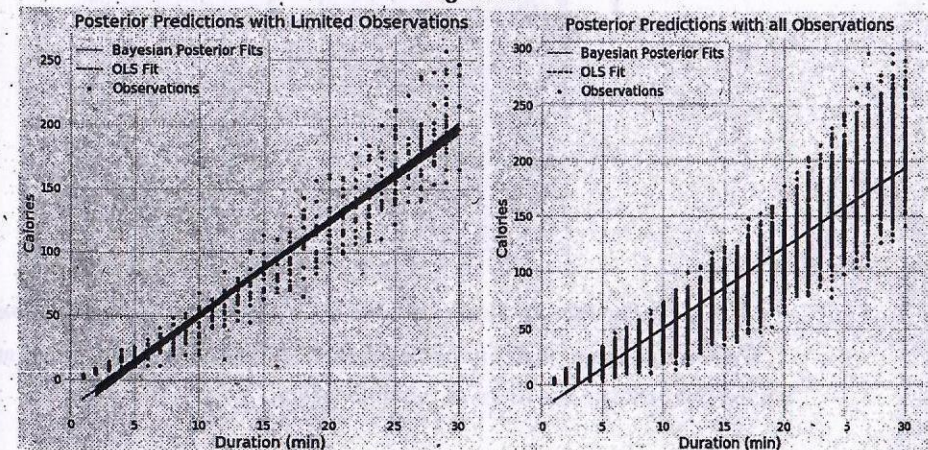 Posterior Predictions with Limited Observations
Bayesian Posterior Fits
OLS Fit
Observations
250
200
150
100
50
0
Calories
0 5 10 15 20 25 30
Duration (min)
Posterior Predictions with all Observations
Bayesian Posterior Fits
OLS Fit
Observations
300
250
200
150
100
50
0
Calories
0 5 10 15 20 5 30
Duration (min)